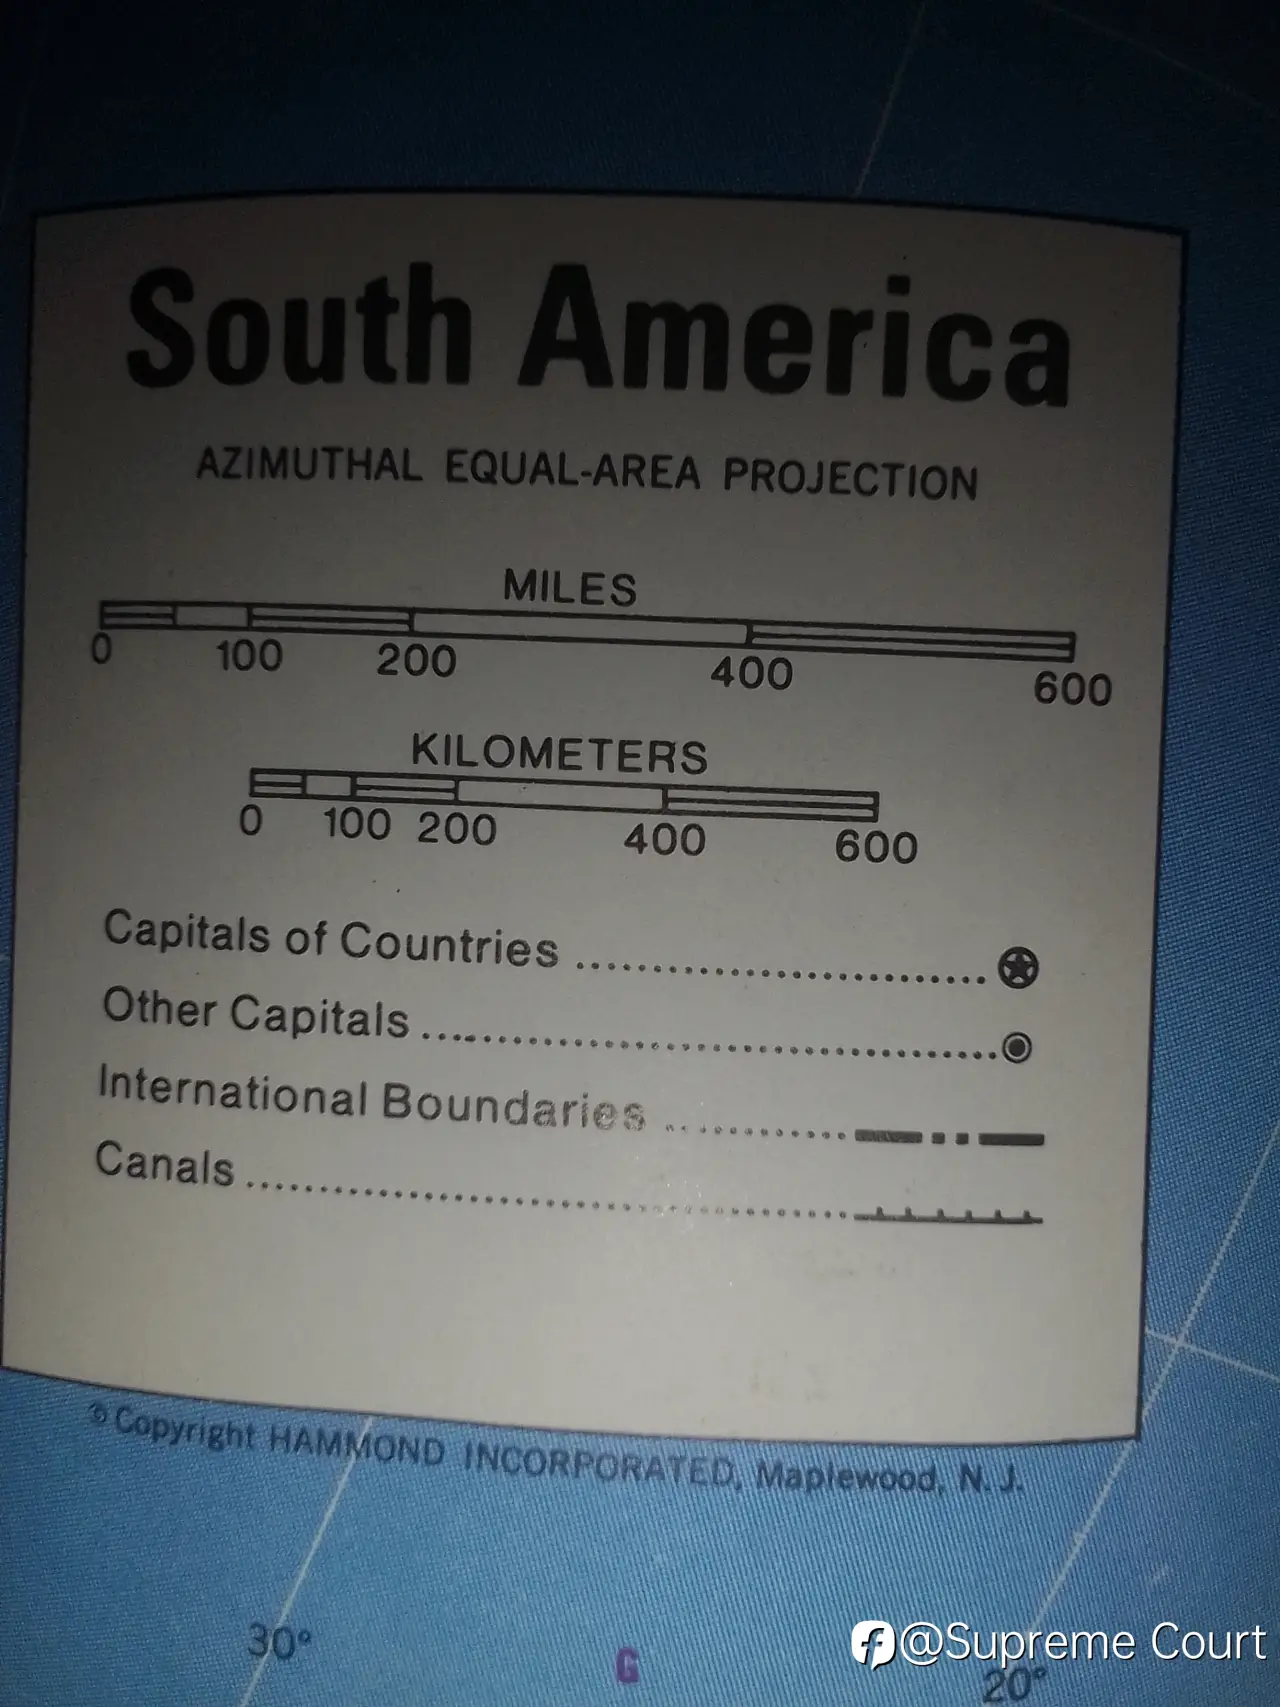 South America
AZIMUTHAL EQUAL-AREA PROJECTION
MILES
0 100 200 400 600
KILOMETERS
0 100 200 400 600
Capitals of Countries
Other Capitals
International Boundaries
Canals
© Copyright HAMMOND INCORPORATED, Maplewood, N. J.
30° G 20°
@Supreme Court